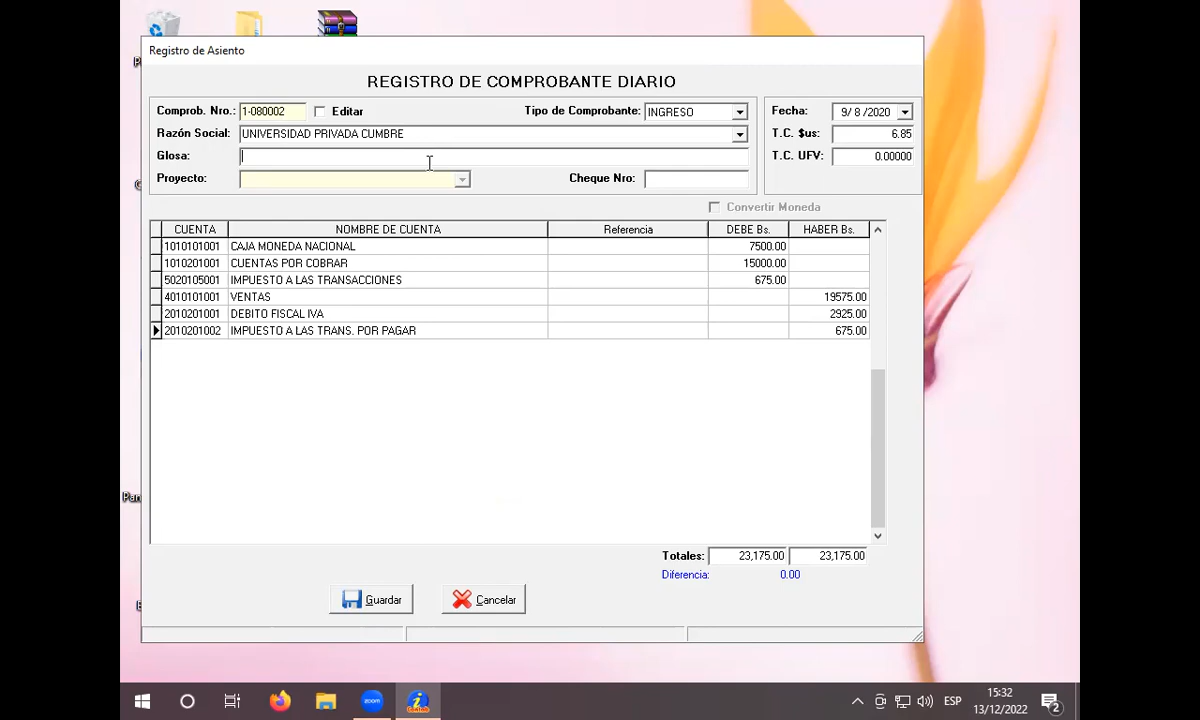 Registro de Asiento
REGISTRO DE COMPROBANTE DIARIO
Comprob. Nro.: 1-080002 Editar Tipo de Comprobante: INGRESO Fecha: 9/ 8 /2020
Razón Social: UNIVERSIDAD PRIVADA CUMBRE T.C. $us: 6.85
Glosa: T.C. UFV: 0.00000
Proyecto: Cheque Nro:
Convertir Moneda
CUENTA NOMBRE DE CUENTA Referencia DEBE Bs. HABER Bs.
1010101001 CAJA MONEDA NACIONAL 7500.00
1010201001 CUENTAS POR COBRAR 15000.00
5020105001 IMPUESTO A LAS TRANSACCIONES 675.00
4010101001 VENTAS 19575.00
2010201001 DEBITO FISCAL IVA 2925.00
2010201002 IMPUESTO A LAS TRANS. POR PAGAR 675.00
Totales: 23,175.00 23,175.00
Diferencia: 0.00
Guardar Cancelar
zoom
ESP
15:32
13/12/2022
2